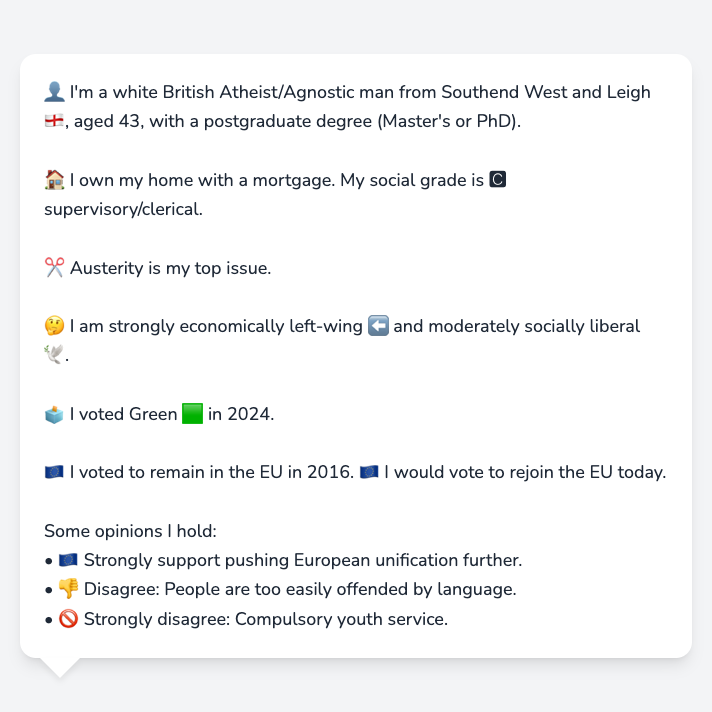 👤 I'm a white British Atheist/Agnostic man from Southend West and Leigh
🏴󠁧󠁢󠁥󠁮󠁧󠁿, aged 43, with a postgraduate degree (Master's or PhD).
🏠 I own my home with a mortgage. My social grade is 🅲
supervisory/clerical.
✂️ Austerity is my top issue.
🤔 I am strongly economically left-wing ⬅️ and moderately socially liberal
🕊️.
🗳️ I voted Green 🟩 in 2024.
🇪🇺 I voted to remain in the EU in 2016. 🇪🇺 I would vote to rejoin the EU today.
Some opinions I hold:
• 🇪🇺 Strongly support pushing European unification further.
• 👎 Disagree: People are too easily offended by language.
• 🚫 Strongly disagree: Compulsory youth service.